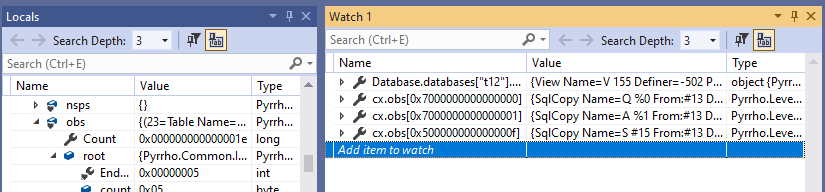 Locals
Search (Ctrl+E)
Search Depth: 3
Name Value Type
nsps {} Pyrrh...
obs {(23=Table Name=... Pyrrh...
Count 0x000000000000001e long
root {Pyrrho.Common.I... Pyrrh...
End... 0x00000005 int
count 0x05 byte
Watch 1
Search (Ctrl+E) Search Depth: 3
Name Value Type
Database.databases["t12"].... {View Name=V 155 Definer=-502 P... object {Pyr...
cx.obs[0x7000000000000000] {SqlCopy Name=Q %0 From:#13 D... Pyrrho.Leve...
cx.obs[0x7000000000000001] {SqlCopy Name=A %1 From:#13 D... Pyrrho.Leve...
cx.obs[0x500000000000000f] {SqlCopy Name=S #15 From:#13 D... Pyrrho.Leve...
Add item to watch